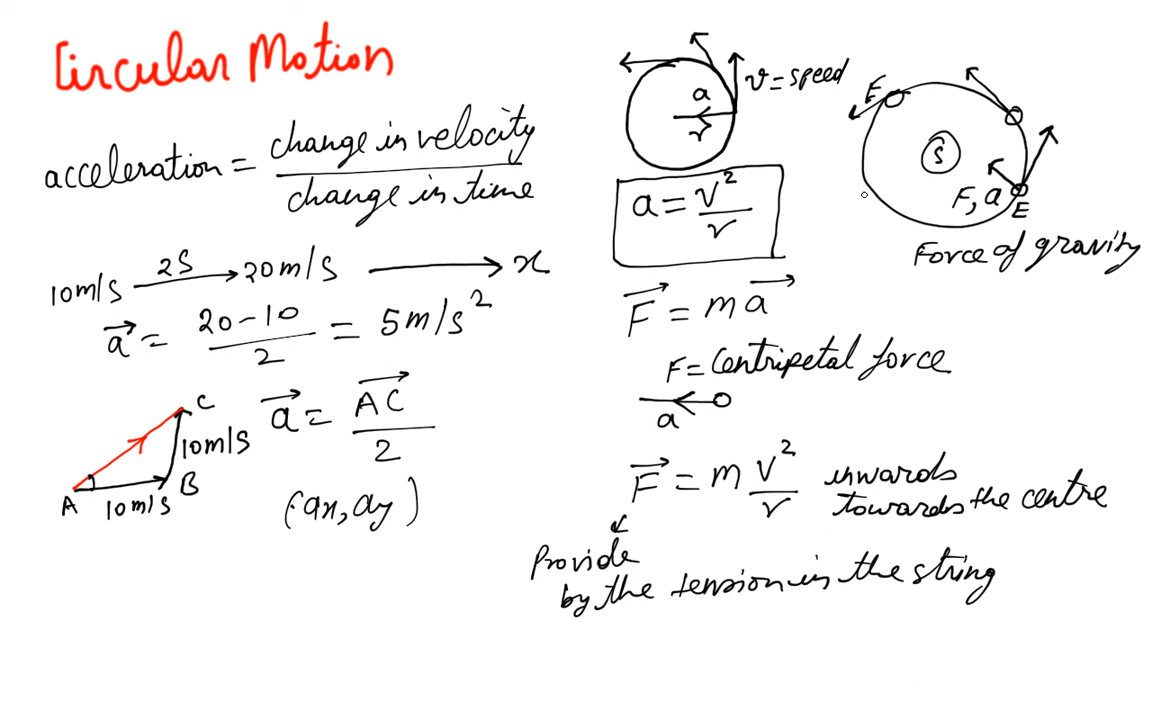 Circular Motion
acceleration = change in velocity / change in time
10m/s 2S → 20m/s → x
a⃗ = 20-10 / 2 = 5m/s²
A B C
10m/s
10m/s
a⃗ = AC⃗ / 2
(ax, ay)
v = speed
a
r
a = v² / r
F⃗ = ma⃗
F = Centripetal force
a
F⃗ = m v² / r inwards
towards the centre
Provide
by the tension in the string
E
S
F, a
E
Force of gravity